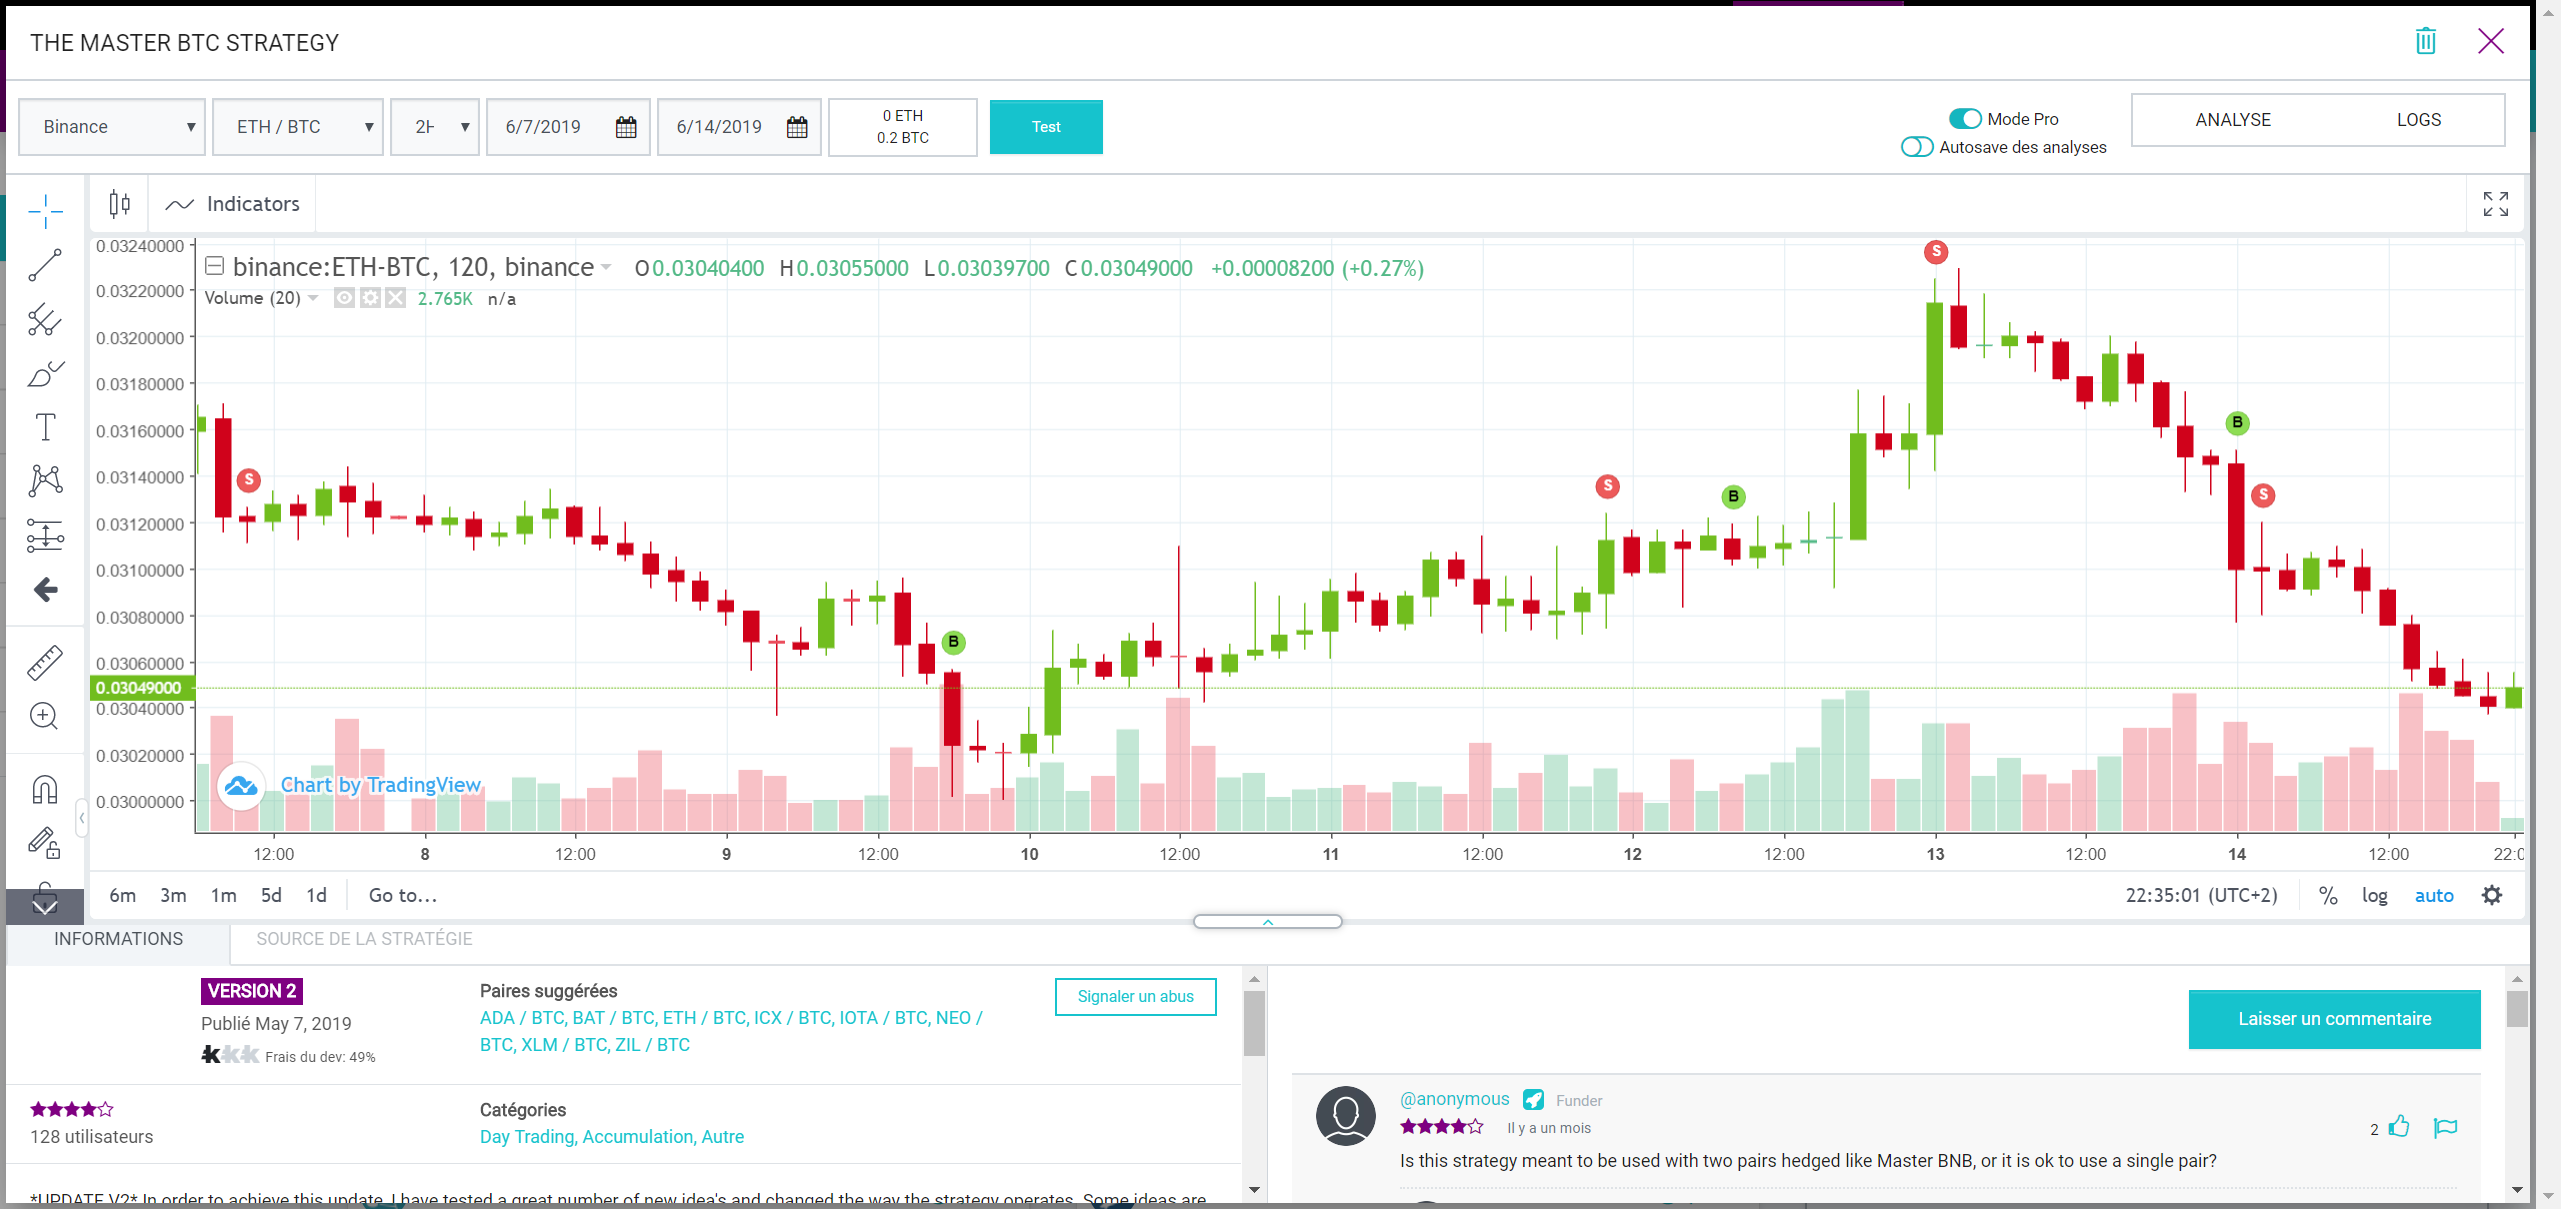 THE MASTER BTC STRATEGY
Binance
ETH / BTC
6/7/2019
6/14/2019
0 ETH
0.2 BTC
Test
Mode Pro
Autosave des analyses
ANALYSE
LOGS
Indicators
binance:ETH-BTC, 120, binance O0.03040400 H0.03055000 L0.03039700 C0.03049000 +0.00008200 (+0.27%)
Volume (20) 2.765K n/a
0.03240000
0.03220000
0.03200000
0.03180000
0.03160000
0.03140000
0.03120000
0.03100000
0.03080000
0.03060000
0.03049000
0.03040000
0.03020000
0.03000000
S
B
S
B
S
B
S
Chart by TradingView
12:00 8 12:00 9 12:00 10 12:00 11 12:00 12 12:00 13 12:00 14 12:00
6m 3m 1m 5d 1d Go to...
22:35:01 (UTC+2) % log auto
INFORMATIONS
SOURCE DE LA STRATÉGIE
VERSION 2
Publié May 7, 2019
Frais du dev: 49%
Paires suggérées
ADA / BTC, BAT / BTC, ETH / BTC, ICX / BTC, IOTA / BTC, NEO /
BTC, XLM / BTC, ZIL / BTC
Signaler un abus
128 utilisateurs
Catégories
Day Trading, Accumulation, Autre
*UPDATE V2* In order to achieve this update, I have tested a great number of new idea's and changed the way the strategy operates. Some ideas are
Laisser un commentaire
@anonymous Funder
Il y a un mois
2
Is this strategy meant to be used with two pairs hedged like Master BNB, or it is ok to use a single pair?